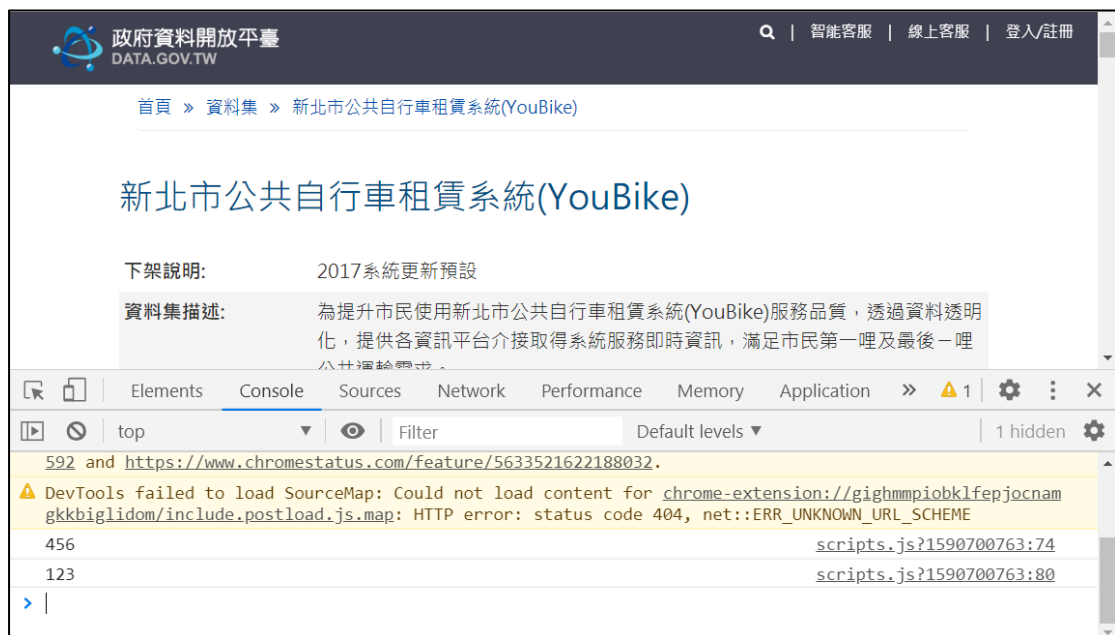 政府資料開放平臺
DATA.GOV.TW
智能客服 | 線上客服 | 登入/註冊
首頁 » 資料集 » 新北市公共自行車租賃系統(YouBike)
新北市公共自行車租賃系統(YouBike)
下架說明: 2017系統更新預設
資料集描述: 為提升市民使用新北市公共自行車租賃系統(YouBike)服務品質，透過資料透明
化，提供各資訊平台介接取得系統服務即時資訊，滿足市民第一哩及最後－哩
公共運輸需求。
Elements Console Sources Network Performance Memory Application » 1
top Filter Default levels ▼ 1 hidden
592 and https://www.chromestatus.com/feature/5633521622188032.
DevTools failed to load SourceMap: Could not load content for chrome-extension://gighmmpiobklfepjocnam
gkkbiglidom/include.postload.js.map: HTTP error: status code 404, net::ERR_UNKNOWN_URL_SCHEME
456 scripts.js?1590700763:74
123 scripts.js?1590700763:80
>